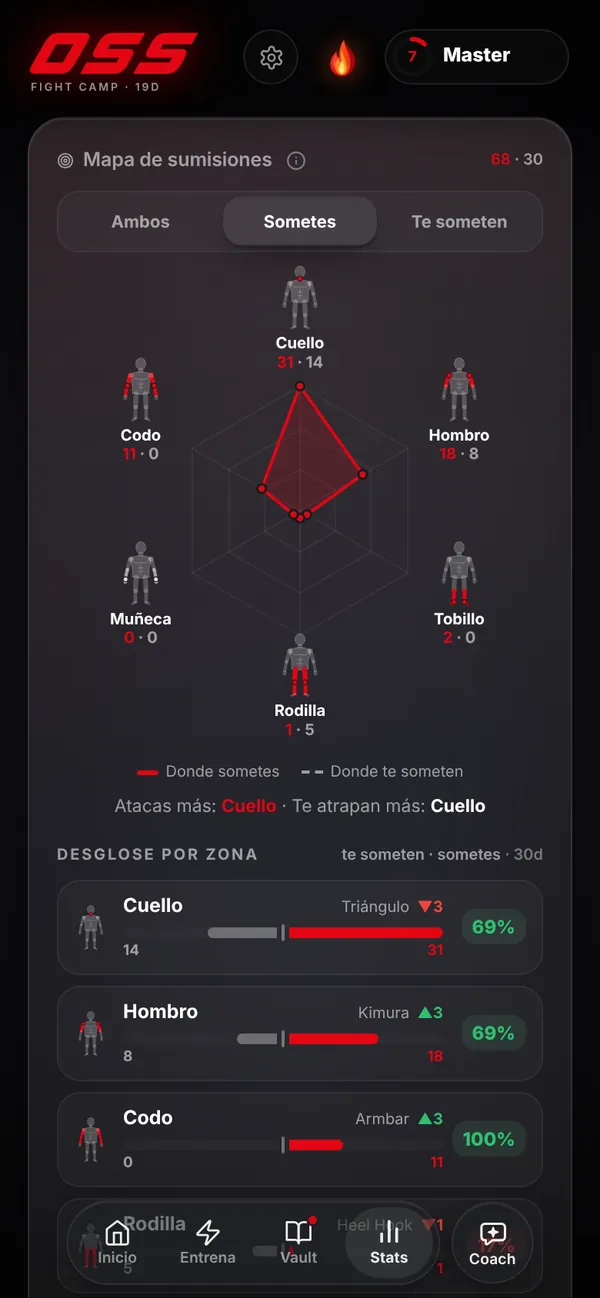 OSS
FIGHT CAMP · 19D
7
Master
Mapa de sumisiones
68 · 30
Ambos
Sometes
Te someten
Cuello
31 · 14
Codo
11 · 0
Hombro
18 · 8
Muñeca
0 · 0
Tobillo
2 · 0
Rodilla
1 · 5
Donde sometes
Donde te someten
Atacas más: Cuello · Te atrapan más: Cuello
DESGLOSE POR ZONA
te someten · sometes · 30d
Cuello
Triángulo ▼3
69%
14
31
Hombro
Kimura ▲3
69%
8
18
Codo
Armbar ▲3
100%
0
11
Rodilla
Heel Hook ▼1
17%
5
1
Inicio
Entrena
Vault
Stats
Coach